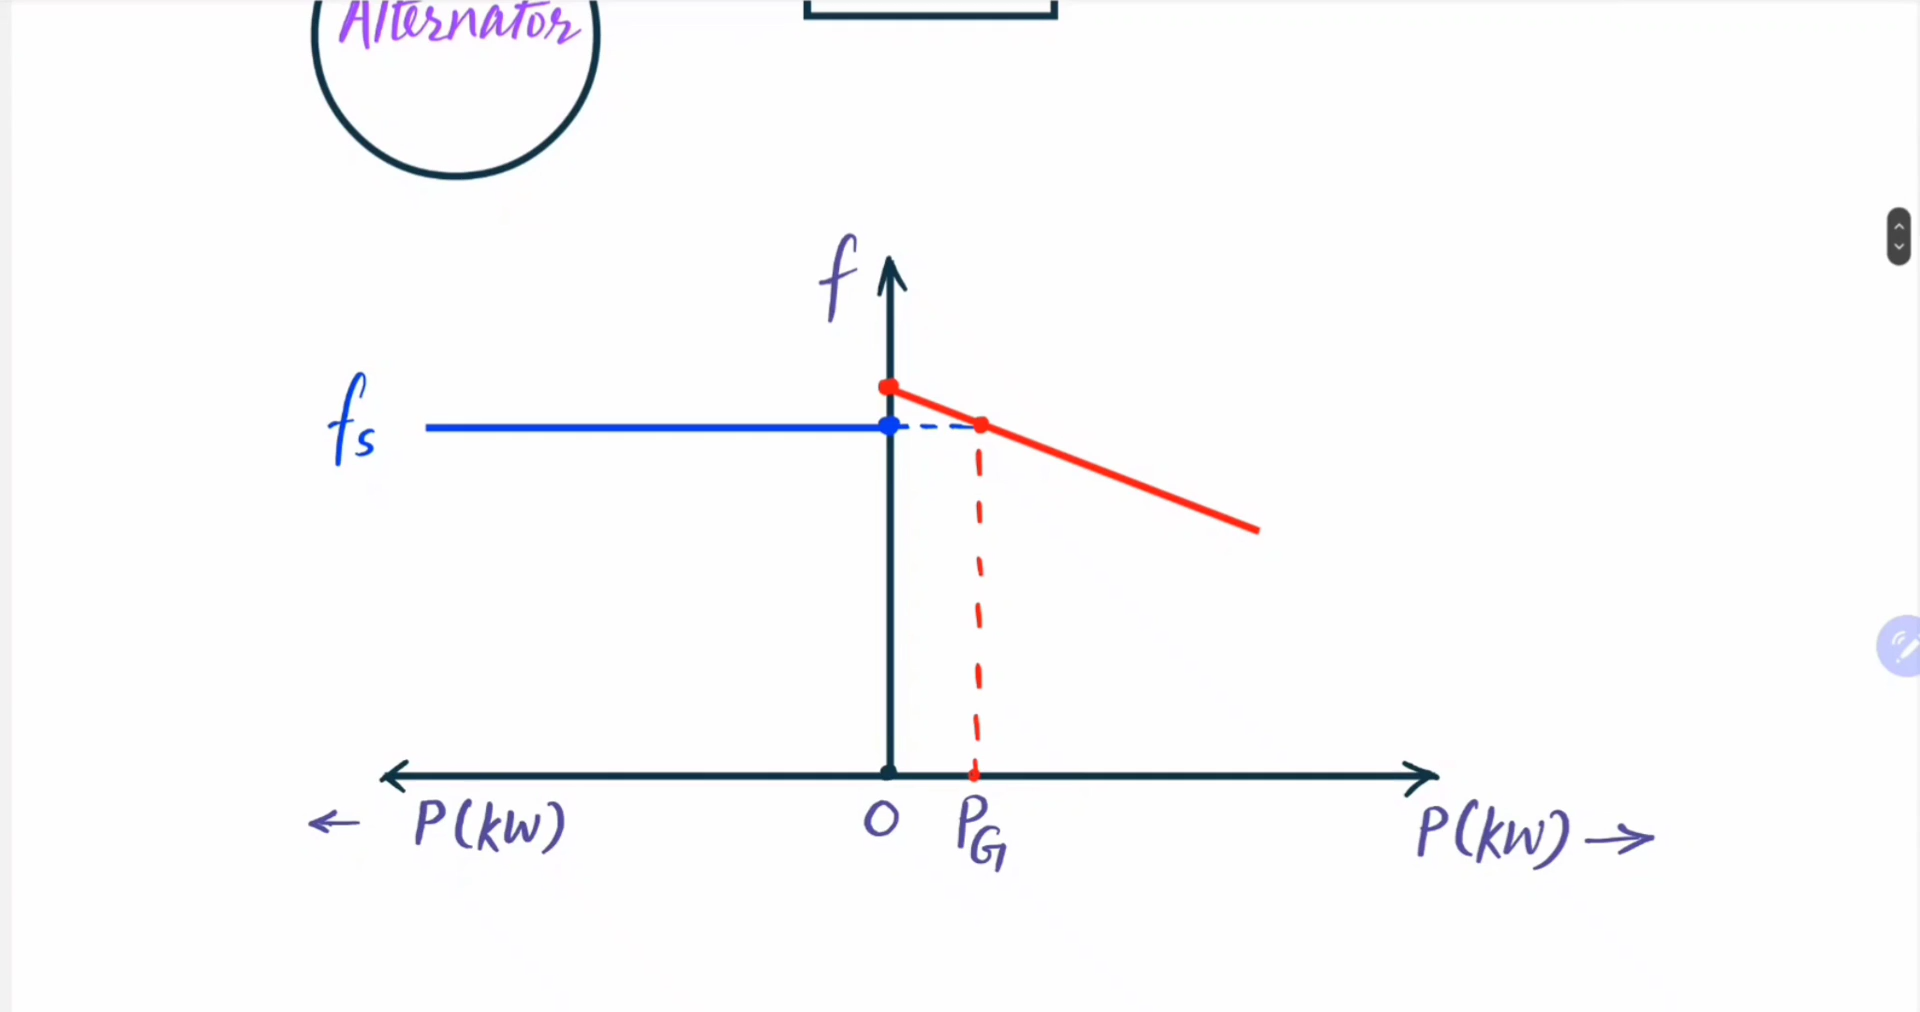 Alternator
f
fs
← P(kW) O PG P(kW) →